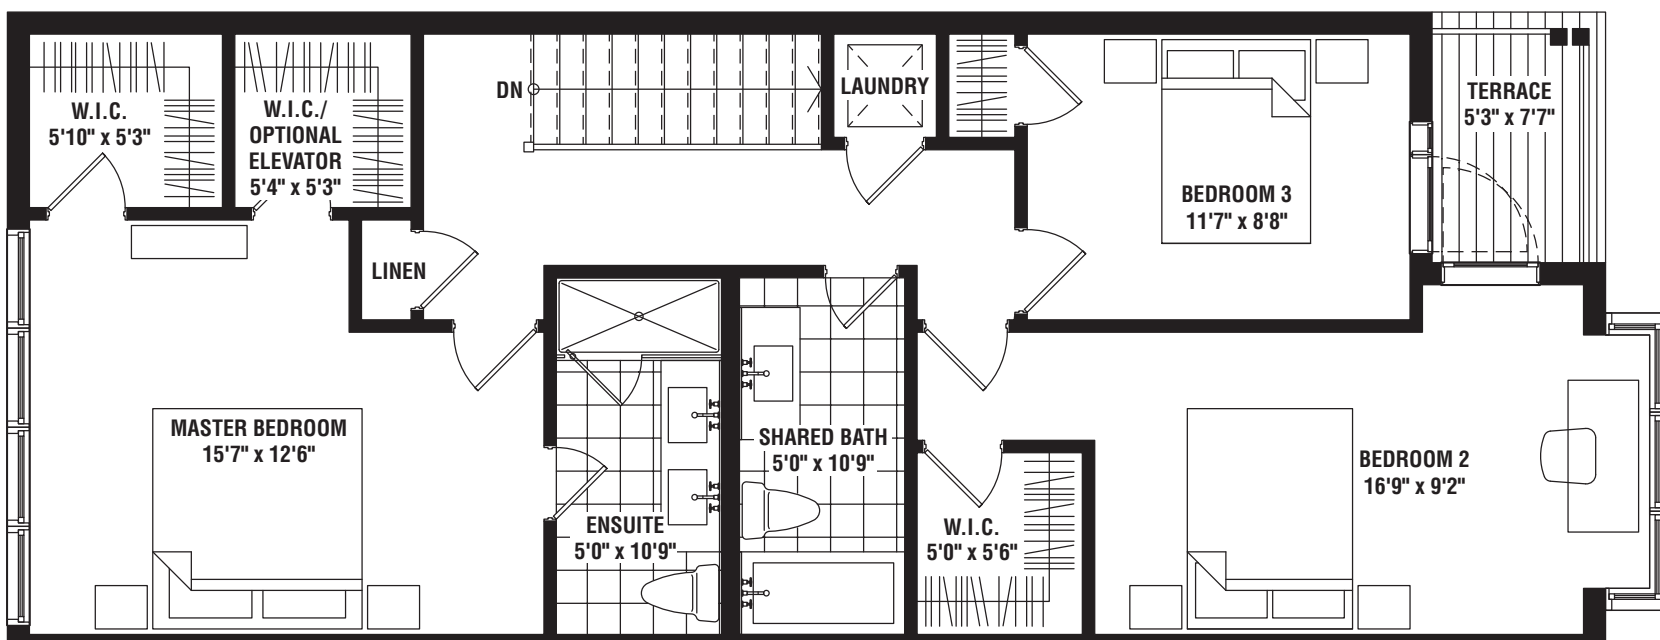 W.I.C.
5'10" x 5'3"
W.I.C./
OPTIONAL
ELEVATOR
5'4" x 5'3"
DN
LAUNDRY
TERRACE
5'3" x 7'7"
BEDROOM 3
11'7" x 8'8"
LINEN
MASTER BEDROOM
15'7" x 12'6"
SHARED BATH
5'0" x 10'9"
BEDROOM 2
16'9" x 9'2"
ENSUITE
5'0" x 10'9"
W.I.C.
5'0" x 5'6"